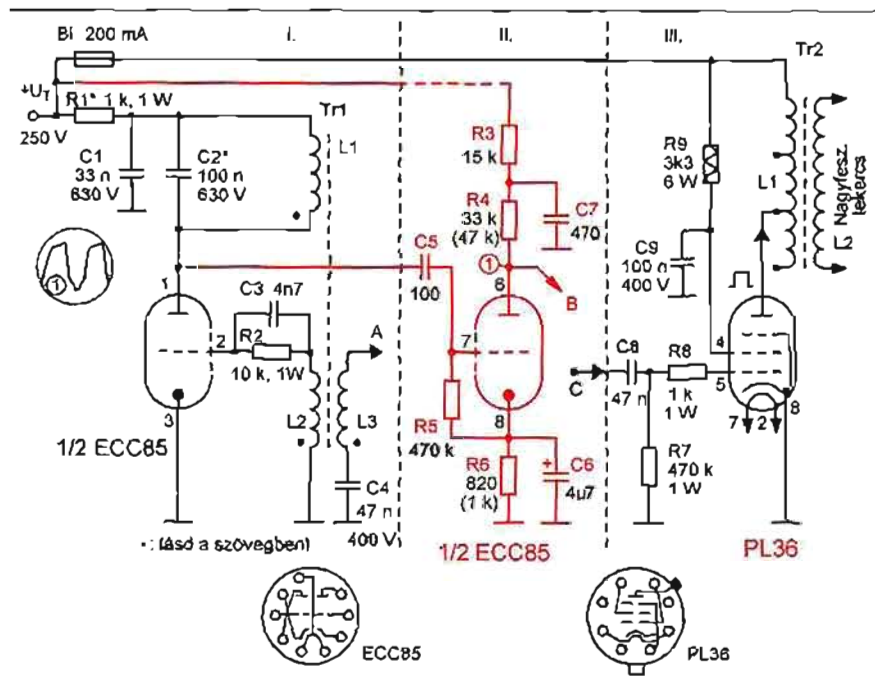 Bi 200 mA
I.
II.
III.
Tr2
+UT
R1* 1 k, 1 W
250 V
Tr1
L1
C1
33 n
630 V
C2*
100 n
630 V
R3
15 k
R4
33 k
(47 k)
C7
470
R9
3k3
6 W
L1
Nagyfesz.
tekercs
L2
C9
100 n
400 V
1
C5
100
1
6
B
1
C3 4n7
2
R2
10 k, 1W
A
7
C
C8
47 n
R8
1 k
1 W
4
5
7 2 8
3
L2
L3
R5
470 k
8
R6
820
(1 k)
C6
+
4µ7
R7
470 k
1 W
1/2 ECC85
C4
47 n
400 V
* : (lásd a szövegben)
1/2 ECC85
PL36
ECC85
PL36